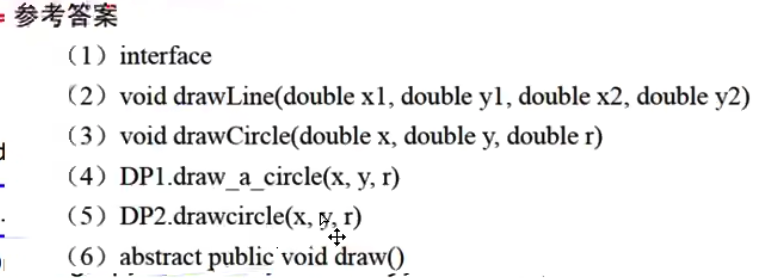 参考答案
（1）interface
（2）void drawLine(double x1, double y1, double x2, double y2)
（3）void drawCircle(double x, double y, double r)
（4）DP1.draw_a_circle(x, y, r)
（5）DP2.drawcircle(x, y, r)
（6）abstract public void draw()